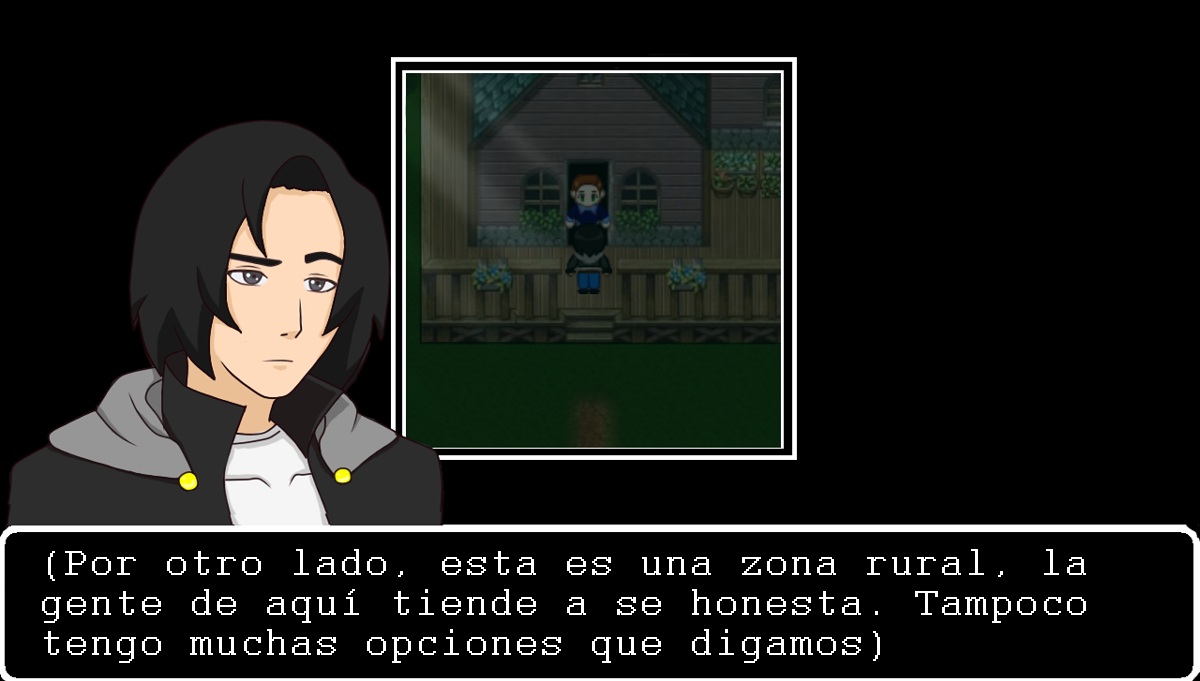 (Por otro lado, esta es una zona rural, la
gente de aquí tiende a se honesta. Tampoco
tengo muchas opciones que digamos)